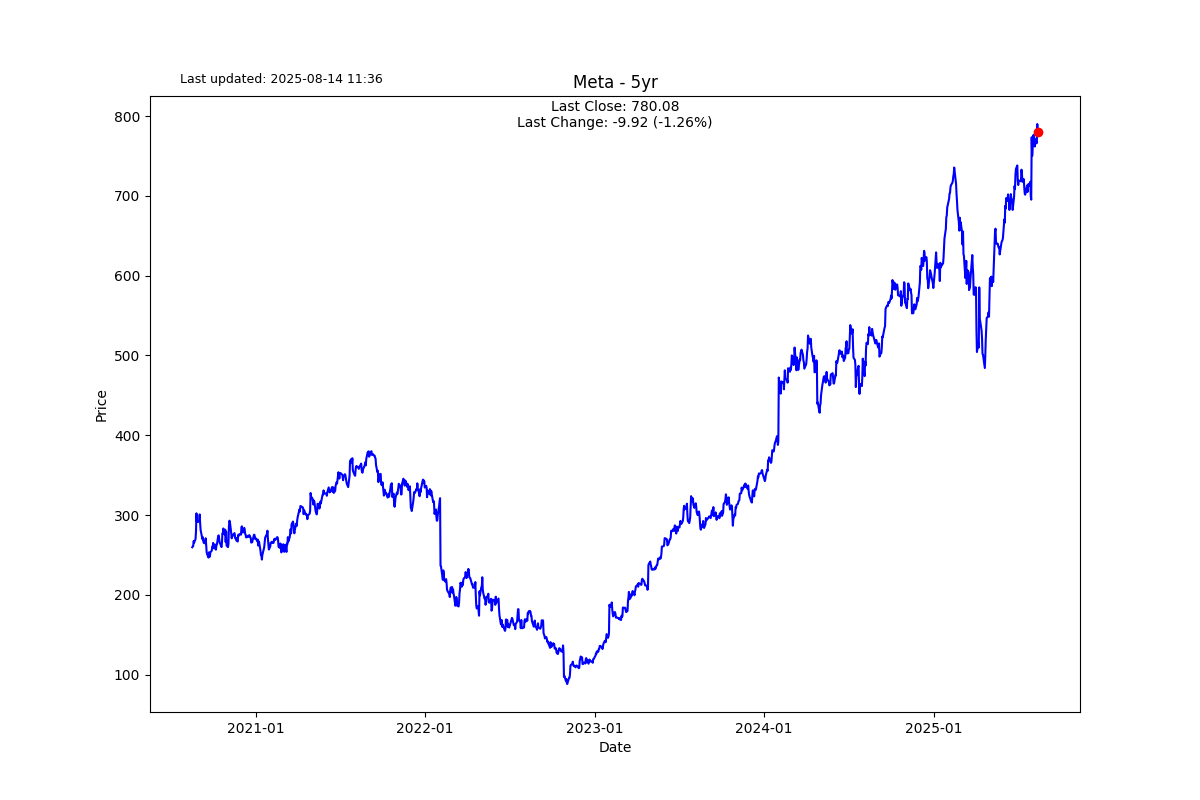 Last updated: 2025-08-14 11:36
Meta - 5yr
Last Close: 780.08
Last Change: -9.92 (-1.26%)
800
700
600
500
400
300
200
100
Price
2021-01
2022-01
2023-01
2024-01
2025-01
Date